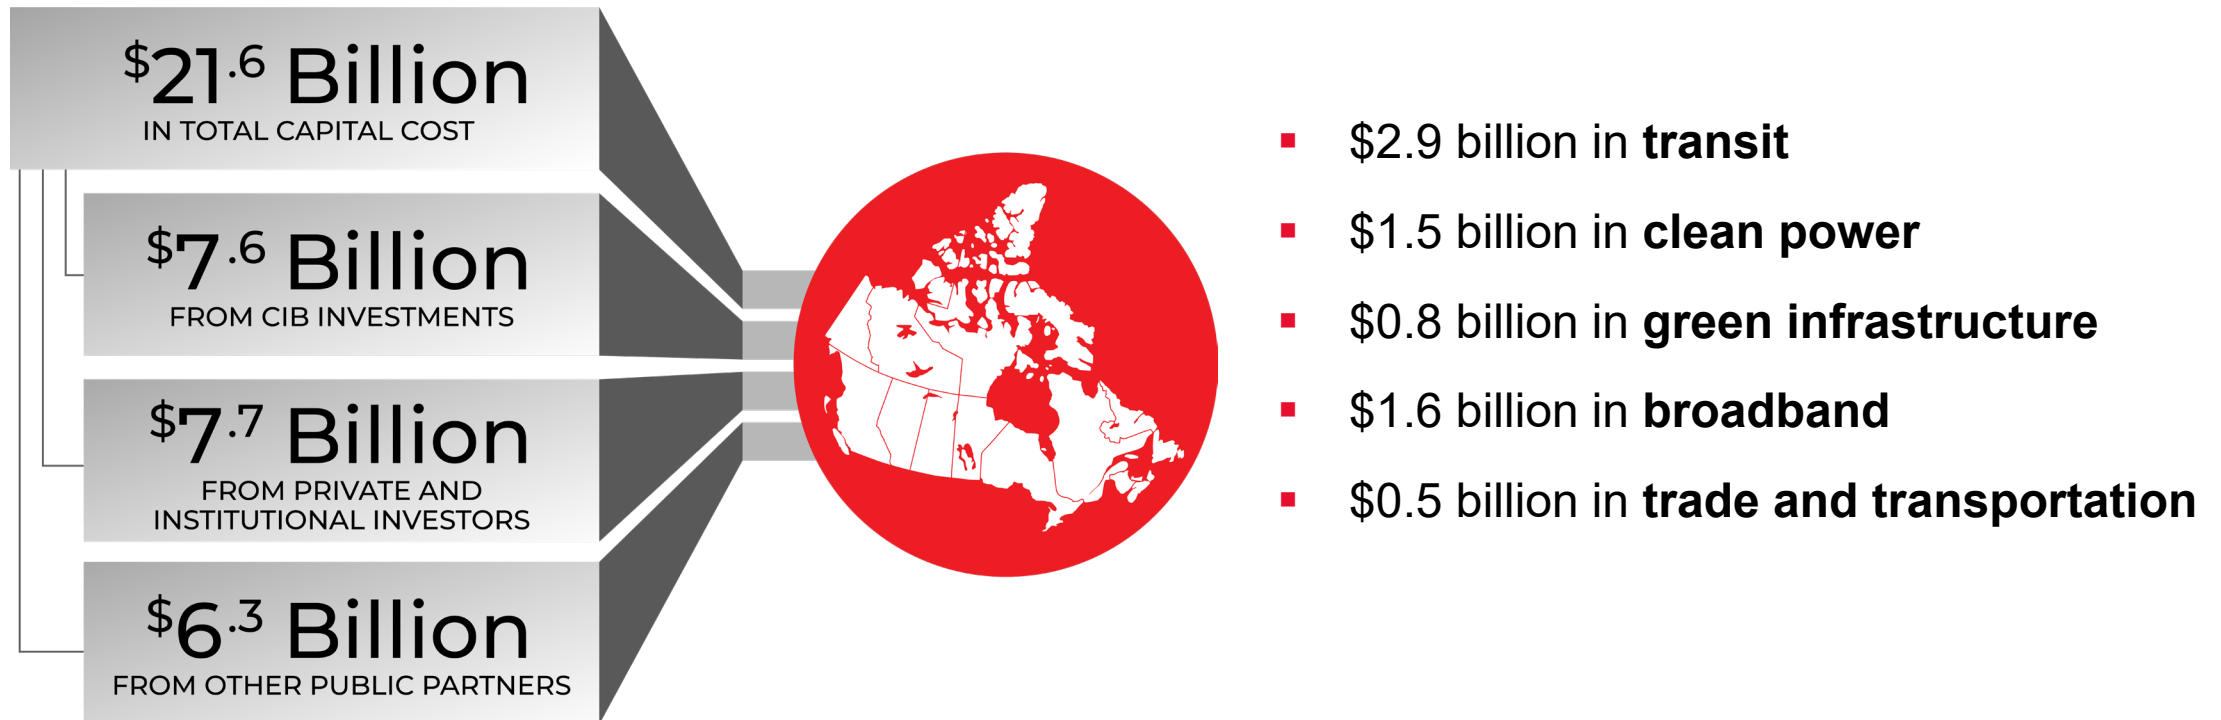 $21.6 Billion
IN TOTAL CAPITAL COST
$7.6 Billion
FROM CIB INVESTMENTS
$7.7 Billion
FROM PRIVATE AND
INSTITUTIONAL INVESTORS
$6.3 Billion
FROM OTHER PUBLIC PARTNERS
▪ $2.9 billion in transit
▪ $1.5 billion in clean power
▪ $0.8 billion in green infrastructure
▪ $1.6 billion in broadband
▪ $0.5 billion in trade and transportation